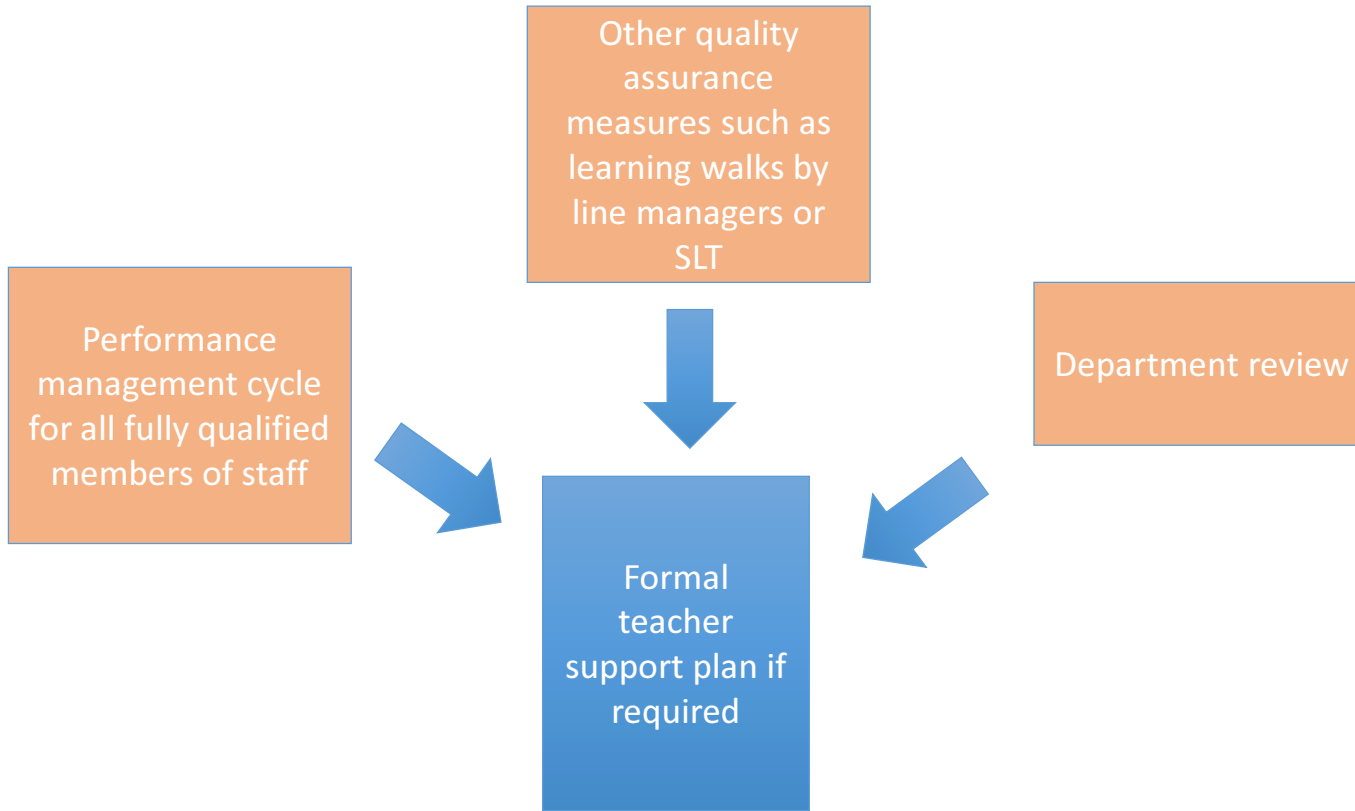 Other quality
assurance
measures such as
learning walks by
line managers or
SLT
Performance
management cycle
for all fully qualified
members of staff
Department review
Formal
teacher
support plan if
required